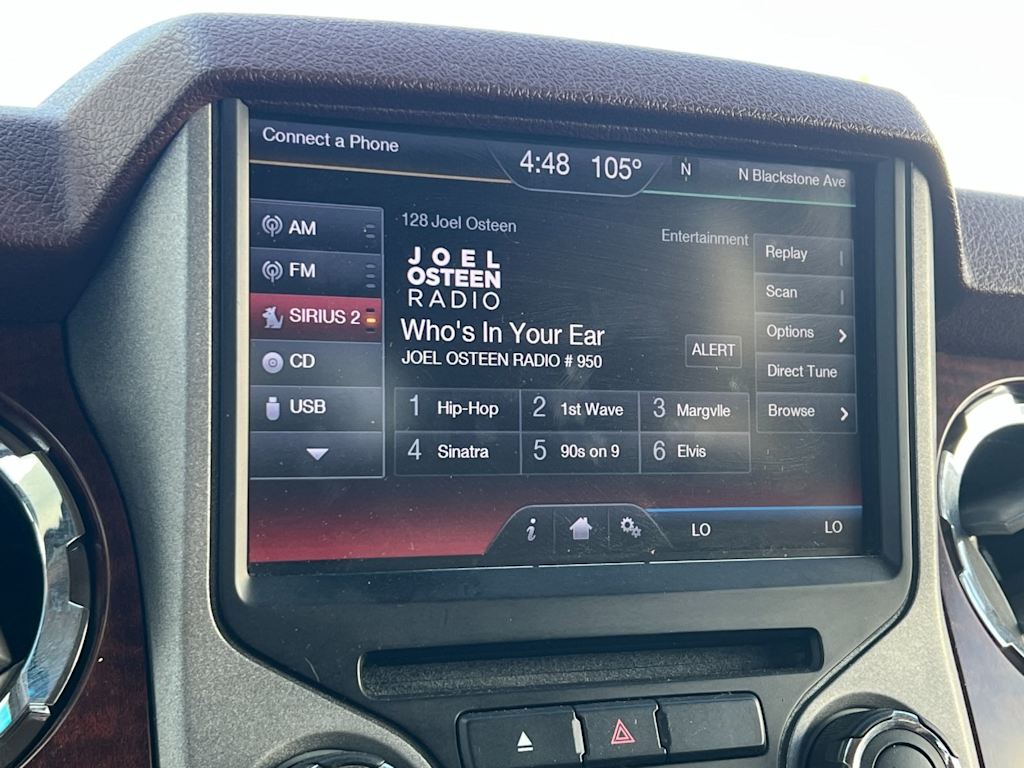 Connect a Phone
4:48 105° N N Blackstone Ave
AM
FM
SIRIUS 2
CD
USB
128 Joel Osteen
Entertainment
JOEL
OSTEEN
RADIO
Who's In Your Ear
JOEL OSTEEN RADIO # 950
ALERT
1 Hip-Hop 2 1st Wave 3 Margvlle
4 Sinatra 5 90s on 9 6 Elvis
Replay
Scan
Options
Direct Tune
Browse
i LO LO